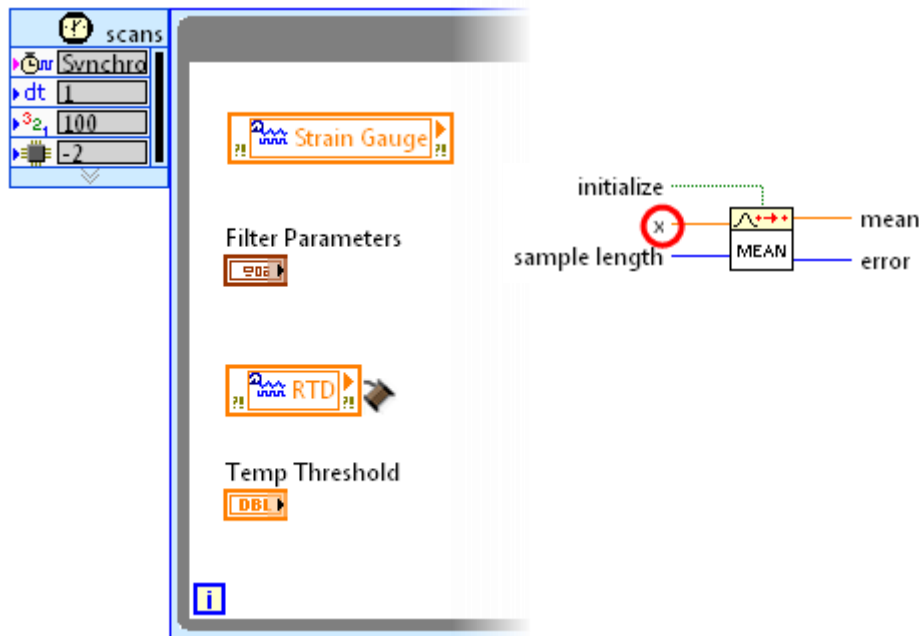 scans
Synchro
dt 1
321 100
-2
?! Strain Gauge ?!
Filter Parameters
?! RTD ?!
Temp Threshold
DBL
i
initialize
x
mean
MEAN
sample length
error